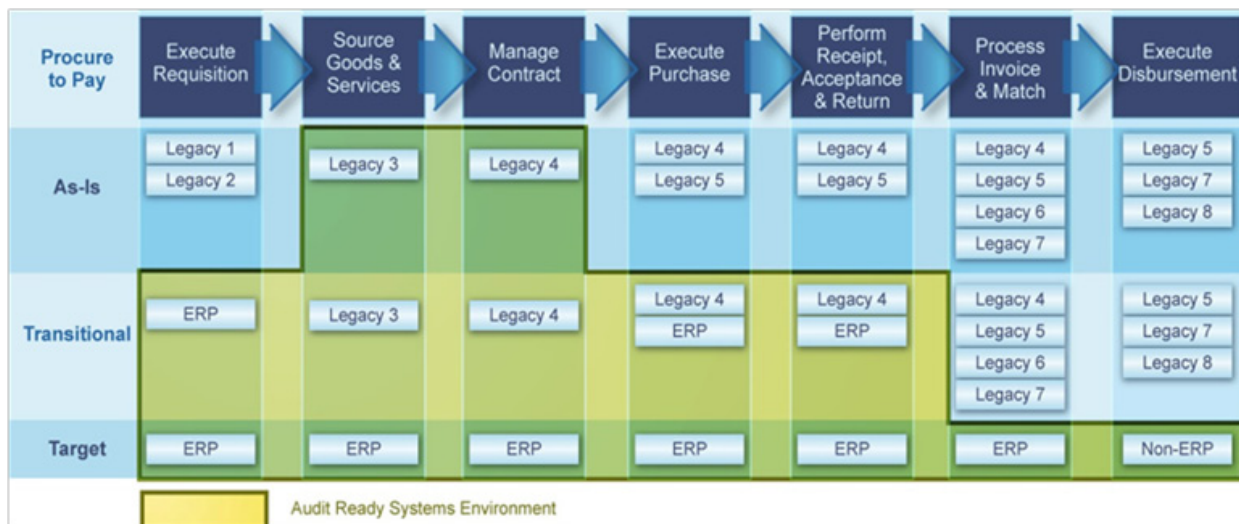 Procure
to Pay
Execute
Requisition
Source
Goods &
Services
Manage
Contract
Execute
Purchase
Perform
Receipt,
Acceptance
& Return
Process
Invoice
& Match
Execute
Disbursement
As-Is
Legacy 1
Legacy 2
Legacy 3
Legacy 4
Legacy 4
Legacy 5
Legacy 4
Legacy 5
Legacy 4
Legacy 5
Legacy 6
Legacy 7
Legacy 5
Legacy 7
Legacy 8
Transitional
ERP
Legacy 3
Legacy 4
Legacy 4
ERP
Legacy 4
ERP
Legacy 4
Legacy 5
Legacy 6
Legacy 7
Legacy 5
Legacy 7
Legacy 8
Target
ERP
ERP
ERP
ERP
ERP
ERP
Non-ERP
Audit Ready Systems Environment